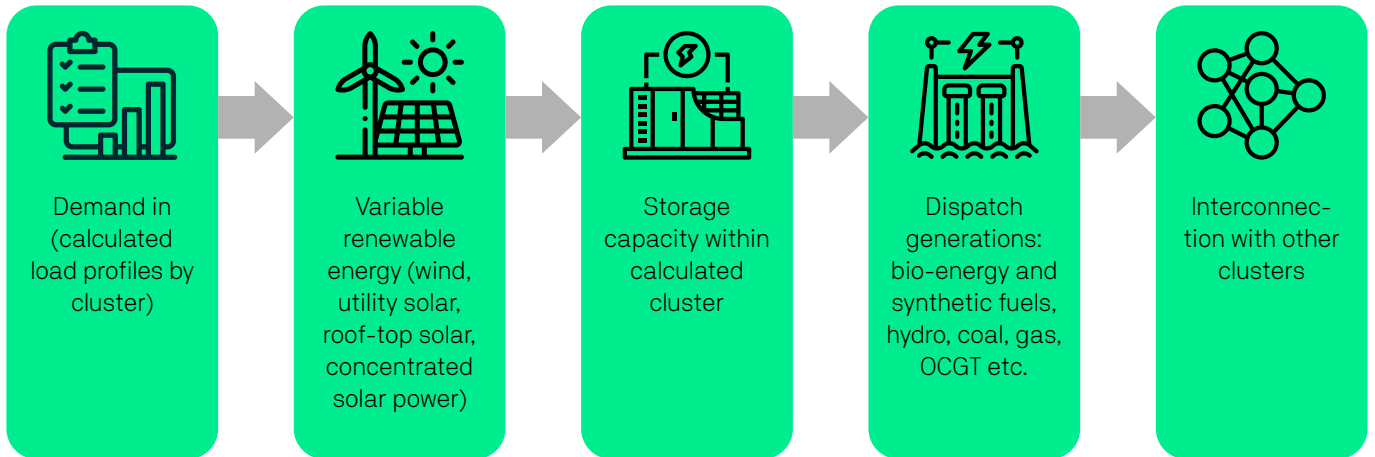 Demand in
(calculated
load profiles by
cluster)
Variable
renewable
energy (wind,
utility solar,
roof-top solar,
concentrated
solar power)
Storage
capacity within
calculated
cluster
Dispatch
generations:
bio-energy and
synthetic fuels,
hydro, coal, gas,
OCGT etc.
Interconnec-
tion with other
clusters